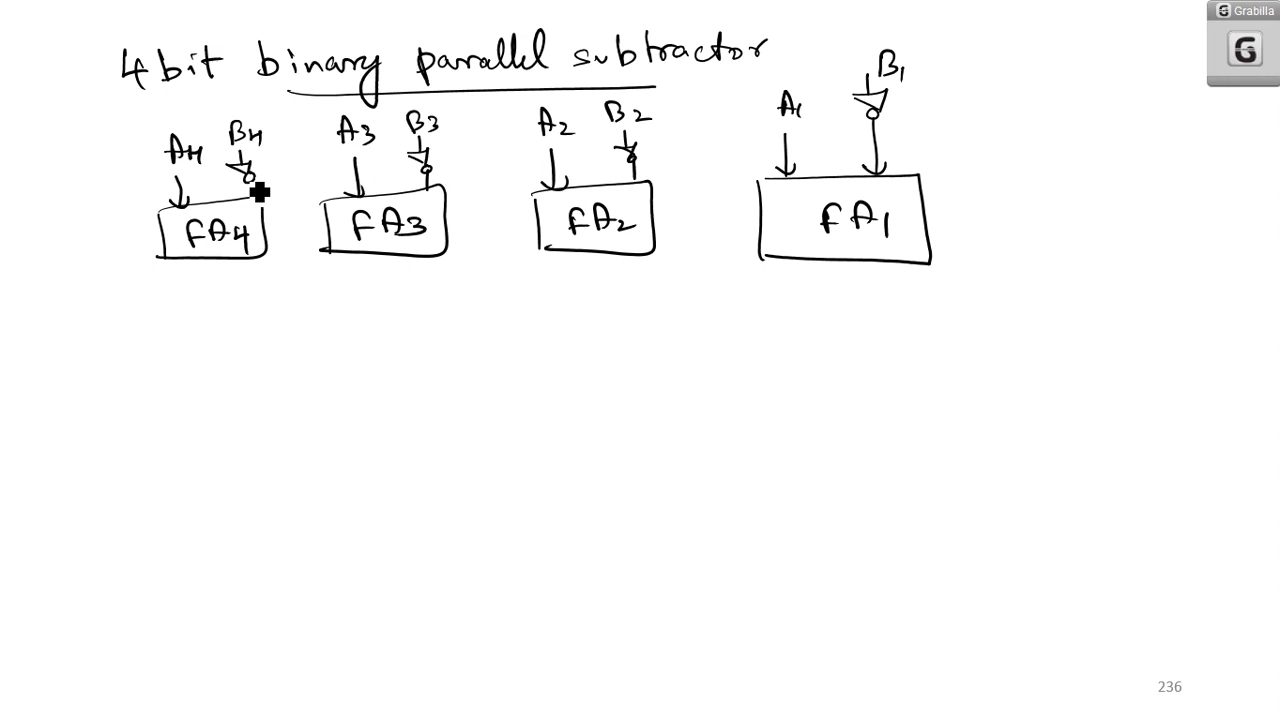 Grabilla
4 bit binary parallel subtractor
A4 B4 A3 B3 A2 B2 A1 B1
FA4 FA3 FA2 FA1
236